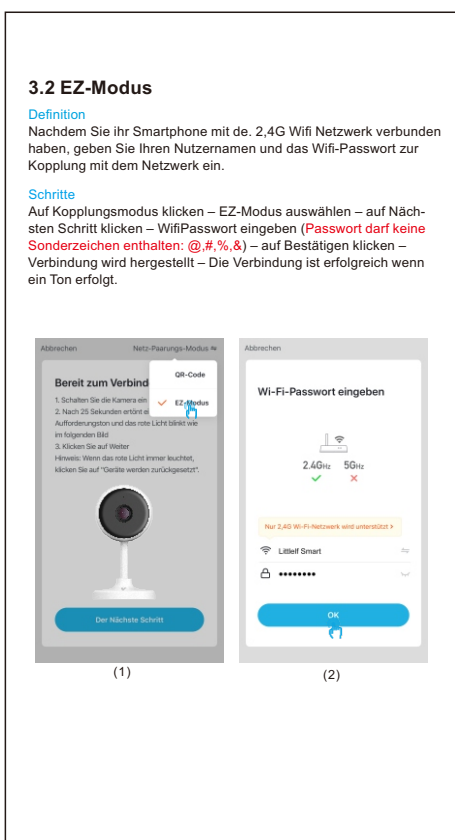 3.2 EZ-Modus
Definition
Nachdem Sie ihr Smartphone mit de. 2,4G Wifi Netzwerk verbunden
haben, geben Sie Ihren Nutzernamen und das Wifi-Passwort zur
Kopplung mit dem Netzwerk ein.
Schritte
Auf Kopplungsmodus klicken – EZ-Modus auswählen – auf Näch-
sten Schritt klicken – WifiPasswort eingeben (Passwort darf keine
Sonderzeichen enthalten: @,#,%,&) – auf Bestätigen klicken –
Verbindung wird hergestellt – Die Verbindung ist erfolgreich wenn
ein Ton erfolgt.
Abbrechen Netz-Paarungs-Modus
QR-Code
EZ-Modus
Bereit zum Verbind
1. Schalten Sie die Kamera ein
2. Nach 25 Sekunden ertönt ei
Aufforderungston und das rote Licht blinkt wie
im folgenden Bild
3. Klicken Sie auf Weiter
Hinweis: Wenn das rote Licht immer leuchtet,
klicken Sie auf "Geräte werden zurückgesetzt".
Der Nächste Schritt
(1)
Abbrechen
Wi-Fi-Passwort eingeben
2.4GHz 5GHz
Nur 2,4G Wi-Fi-Netzwerk wird unterstützt >
Littlelf Smart
••••••••
OK
(2)